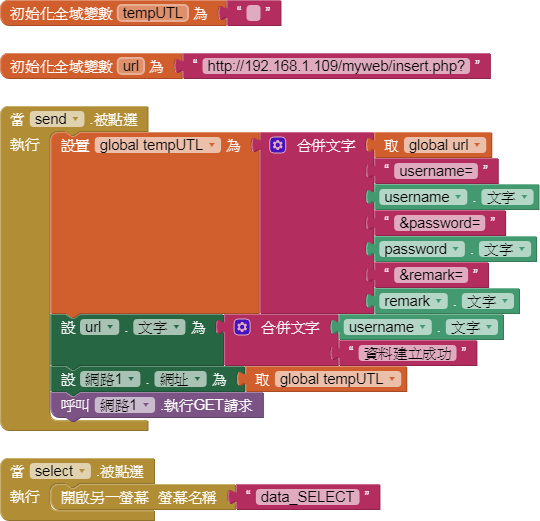 初始化全域變數 tempUTL 為 “ ”
初始化全域變數 url 為 “ http://192.168.1.109/myweb/insert.php? ”
當 send .被點選
執行 設置 global tempUTL 為 合併文字 取 global url
“ username= ”
username . 文字
“ &password= ”
password . 文字
“ &remark= ”
remark . 文字
設 url . 文字 為 合併文字 username . 文字
“ 資料建立成功 ”
設 網路1 . 網址 為 取 global tempUTL
呼叫 網路1 .執行GET請求
當 select .被點選
執行 開啟另一螢幕 螢幕名稱 “ data_SELECT ”